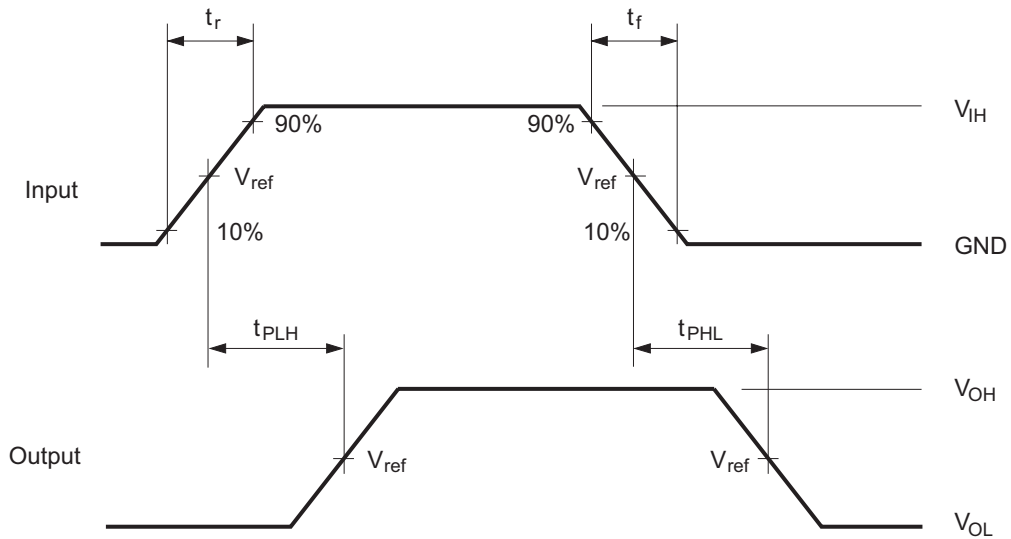 tr tf
90% 90% VIH
Input Vref Vref
10% 10% GND
tPLH tPHL
VOH
Output Vref Vref
VOL